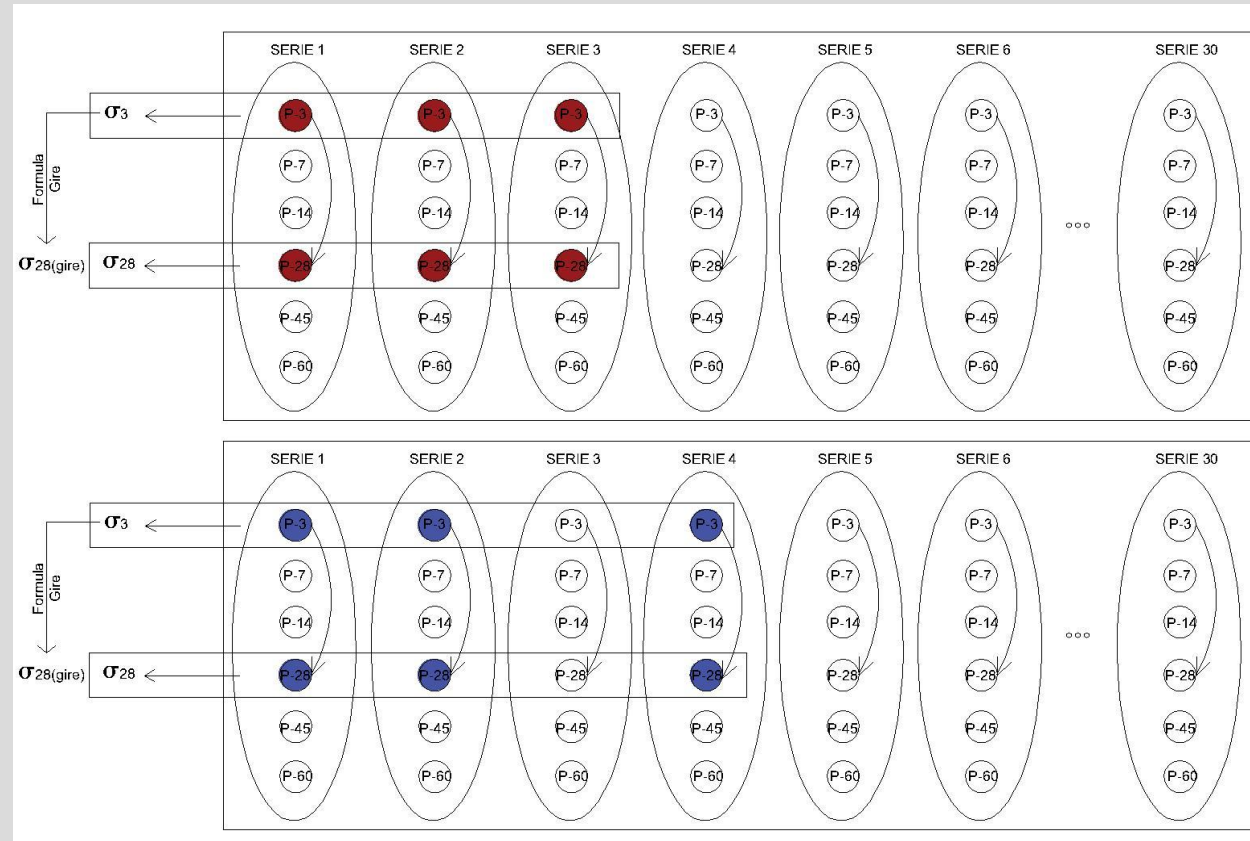 SERIE 1 SERIE 2 SERIE 3 SERIE 4 SERIE 5 SERIE 6 SERIE 30
σ3 P-3 P-3 P-3 P-3 P-3 P-3 P-3
Formula
Gire
P-7 P-7 P-7 P-7 P-7 P-7 P-7
P-14 P-14 P-14 P-14 P-14 P-14 P-14
σ28(gire) σ28 P-28 P-28 P-28 P-28 P-28 P-28 P-28
P-45 P-45 P-45 P-45 P-45 P-45 P-45
P-60 P-60 P-60 P-60 P-60 P-60 P-60
SERIE 1 SERIE 2 SERIE 3 SERIE 4 SERIE 5 SERIE 6 SERIE 30
σ3 P-3 P-3 P-3 P-3 P-3 P-3 P-3
Formula
Gire
P-7 P-7 P-7 P-7 P-7 P-7 P-7
P-14 P-14 P-14 P-14 P-14 P-14 P-14
σ28(gire) σ28 P-28 P-28 P-28 P-28 P-28 P-28 P-28
P-45 P-45 P-45 P-45 P-45 P-45 P-45
P-60 P-60 P-60 P-60 P-60 P-60 P-60